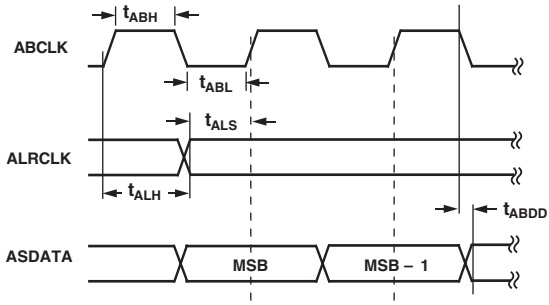 tABH
ABCLK
tABL
tALS
ALRCLK
tALH
tABDD
ASDATA
MSB
MSB – 1